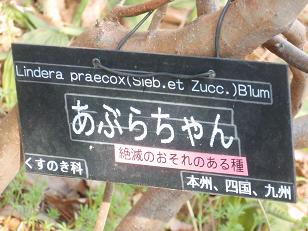 Lindera praecox(Sieb.et Zucc.)Blum
あぶらちゃん
絶滅のおそれのある種
くすのき科
本州、四国、九州